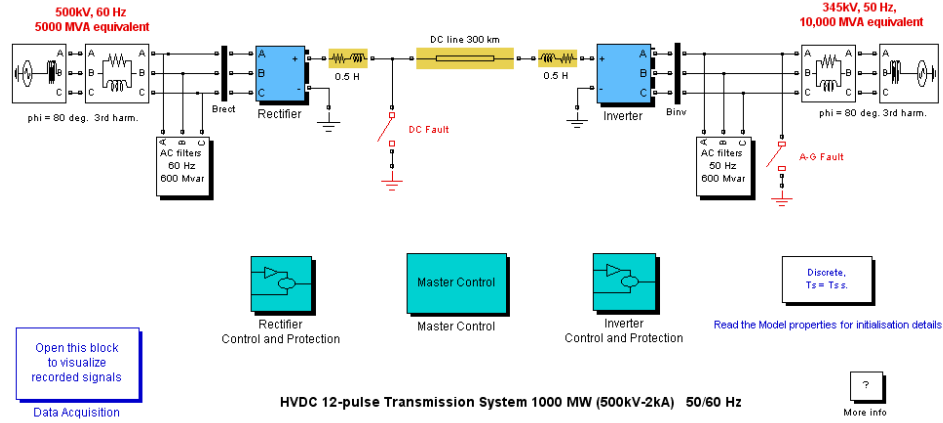 500kV, 60 Hz
5000 MVA equivalent
345kV, 50 Hz,
10,000 MVA equivalent
DC line 300 km
A A A A A A A A
B B B B B B B B
C C C C C C C C
+ + 
- -
0.5 H
0.5 H
Brect
Rectifier
Inverter
Binv
phi = 80 deg. 3rd harm.
phi = 80 deg. 3rd harm.
DC Fault
A-G Fault
A B C
AC filters
60 Hz
600 Mvar
A B C
AC filters
50 Hz
600 Mvar
Rectifier
Control and Protection
Master Control
Master Control
Inverter
Control and Protection
Discrete,
Ts = Ts s.
Read the Model properties for initialisation details
Open this block
to visualize
recorded signals
Data Acquisition
HVDC 12-pulse Transmission System 1000 MW (500kV-2kA) 50/60 Hz
?
More info